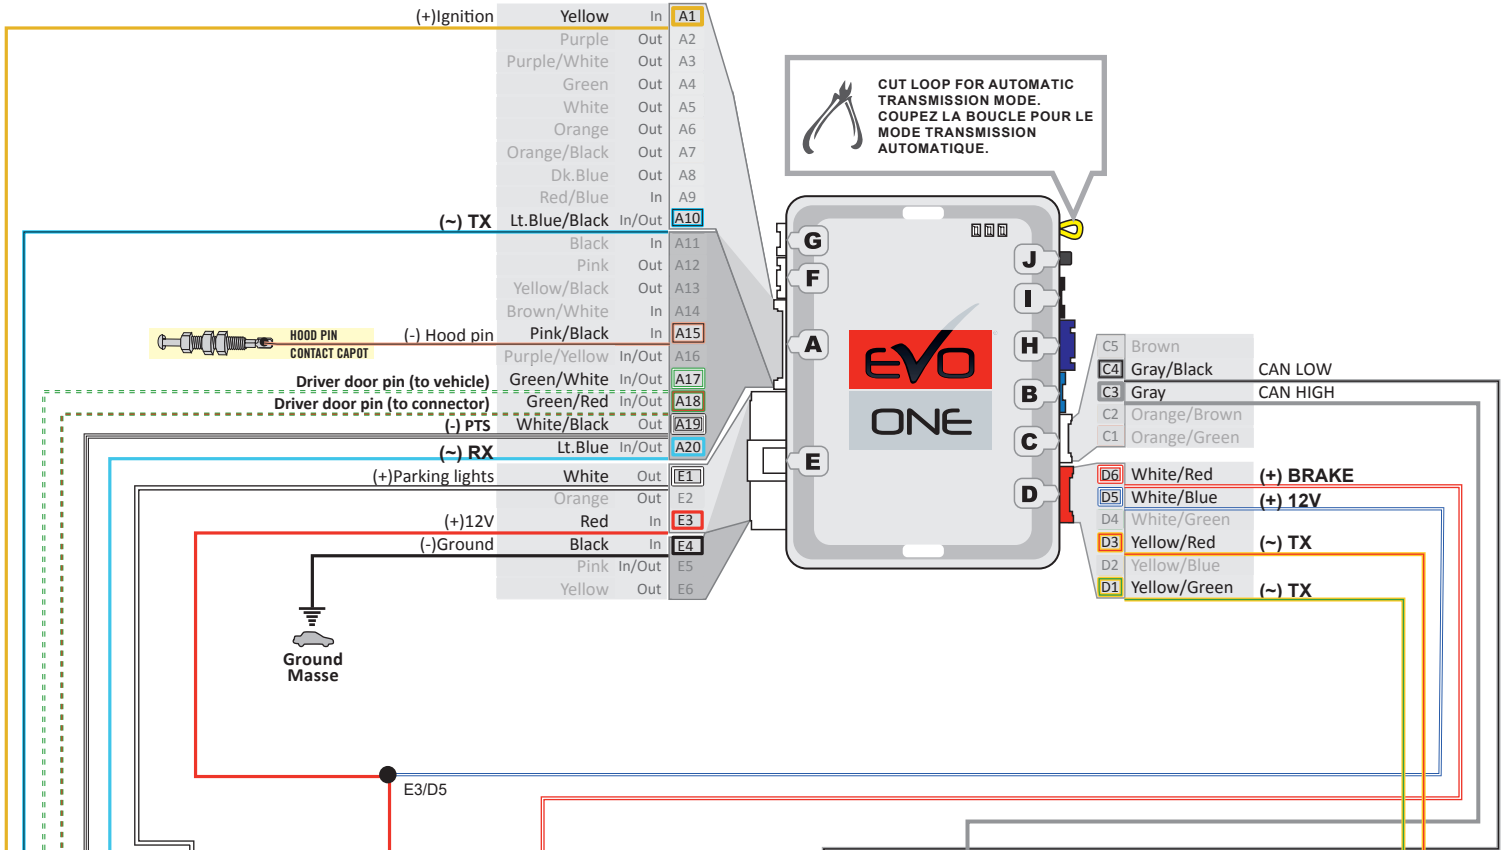 (+)Ignition Yellow In A1
Purple Out A2
Purple/White Out A3
Green Out A4
White Out A5
Orange Out A6
Orange/Black Out A7
Dk.Blue Out A8
Red/Blue In A9
(~) TX Lt.Blue/Black In/Out A10
Black In A11
Pink Out A12
Yellow/Black Out A13
Brown/White In A14
(-) Hood pin Pink/Black In A15
HOOD PIN
CONTACT CAPOT
Purple/Yellow In/Out A16
Driver door pin (to vehicle) Green/White In/Out A17
Driver door pin (to connector) Green/Red In/Out A18
(-) PTS White/Black Out A19
(~) RX Lt.Blue In/Out A20
(+)Parking lights White Out E1
Orange Out E2
(+)12V Red In E3
(-)Ground Black In E4
Pink In/Out E5
Yellow Out E6
Ground
Masse
CUT LOOP FOR AUTOMATIC
TRANSMISSION MODE.
COUPEZ LA BOUCLE POUR LE
MODE TRANSMISSION
AUTOMATIQUE.
G
F
A
E
J
I
H
B
C
D
EVO
ONE
C5 Brown
C4 Gray/Black CAN LOW
C3 Gray CAN HIGH
C2 Orange/Brown
C1 Orange/Green
D6 White/Red (+) BRAKE
D5 White/Blue (+) 12V
D4 White/Green
D3 Yellow/Red (~) TX
D2 Yellow/Blue
D1 Yellow/Green (~) TX
E3/D5